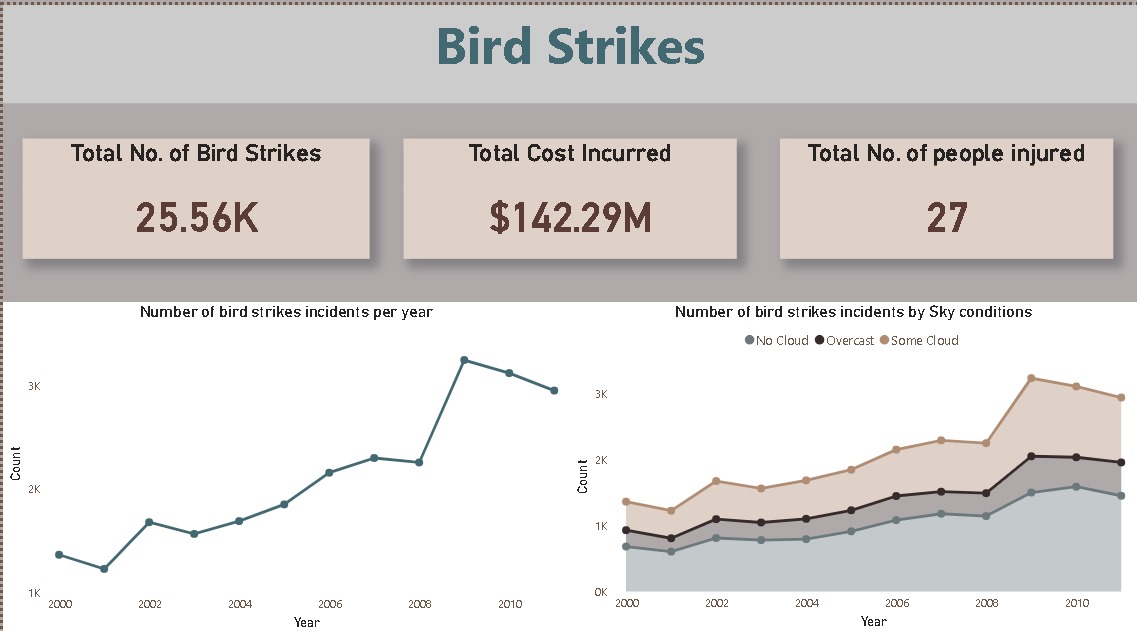 Bird Strikes
Total No. of Bird Strikes
25.56K
Total Cost Incurred
$142.29M
Total No. of people injured
27
Number of bird strikes incidents per year
3K
2K
1K
Count
2000 2002 2004 2006 2008 2010
Year
Number of bird strikes incidents by Sky conditions
No Cloud Overcast Some Cloud
3K
2K
1K
0K
Count
2000 2002 2004 2006 2008 2010
Year